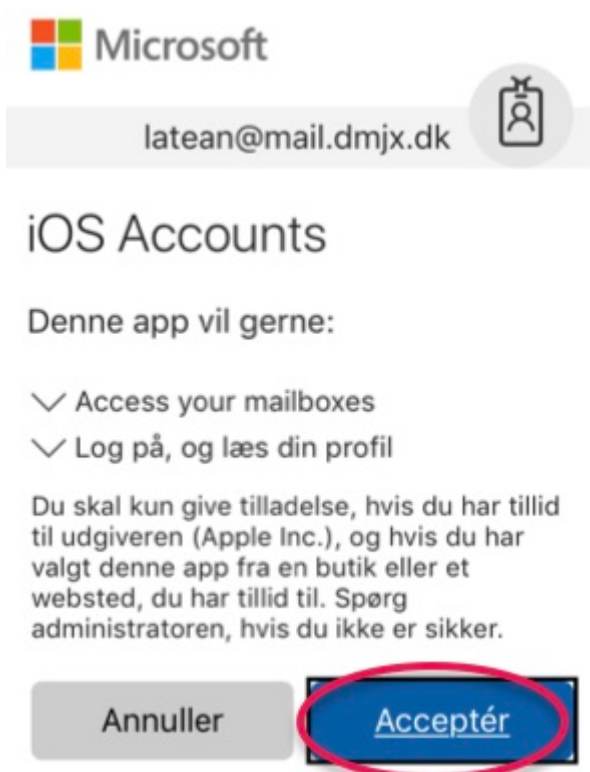 Microsoft
latean@mail.dmjx.dk
iOS Accounts
Denne app vil gerne:
Access your mailboxes
Log på, og læs din profil
Du skal kun give tilladelse, hvis du har tillid
til udgiveren (Apple Inc.), og hvis du har
valgt denne app fra en butik eller et
websted, du har tillid til. Spørg
administratoren, hvis du ikke er sikker.
Annuller
Acceptér